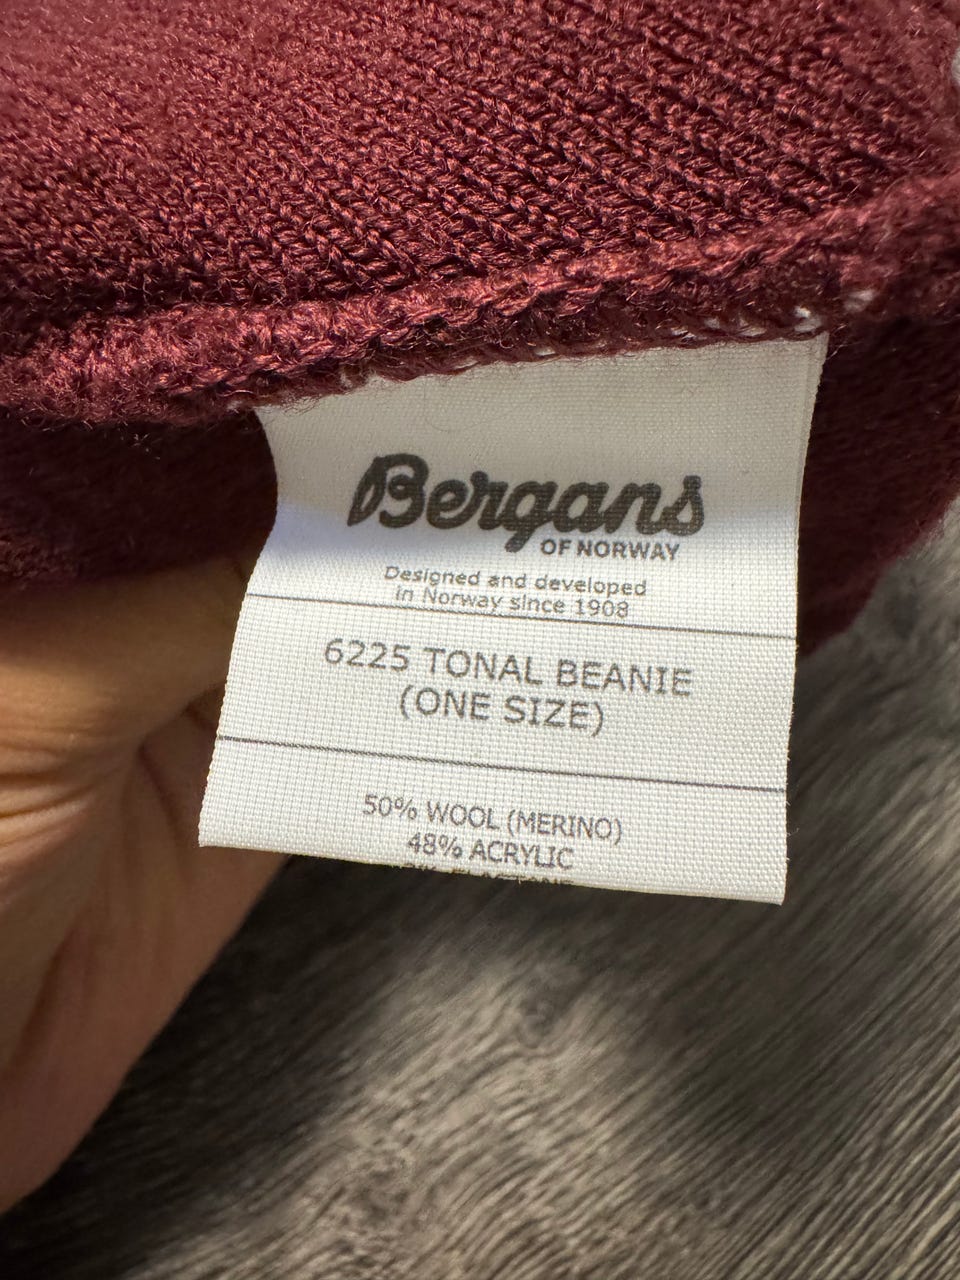 Bergans
OF NORWAY
Designed and developed
in Norway since 1908
6225 TONAL BEANIE
(ONE SIZE)
50% WOOL (MERINO)
48% ACRYLIC